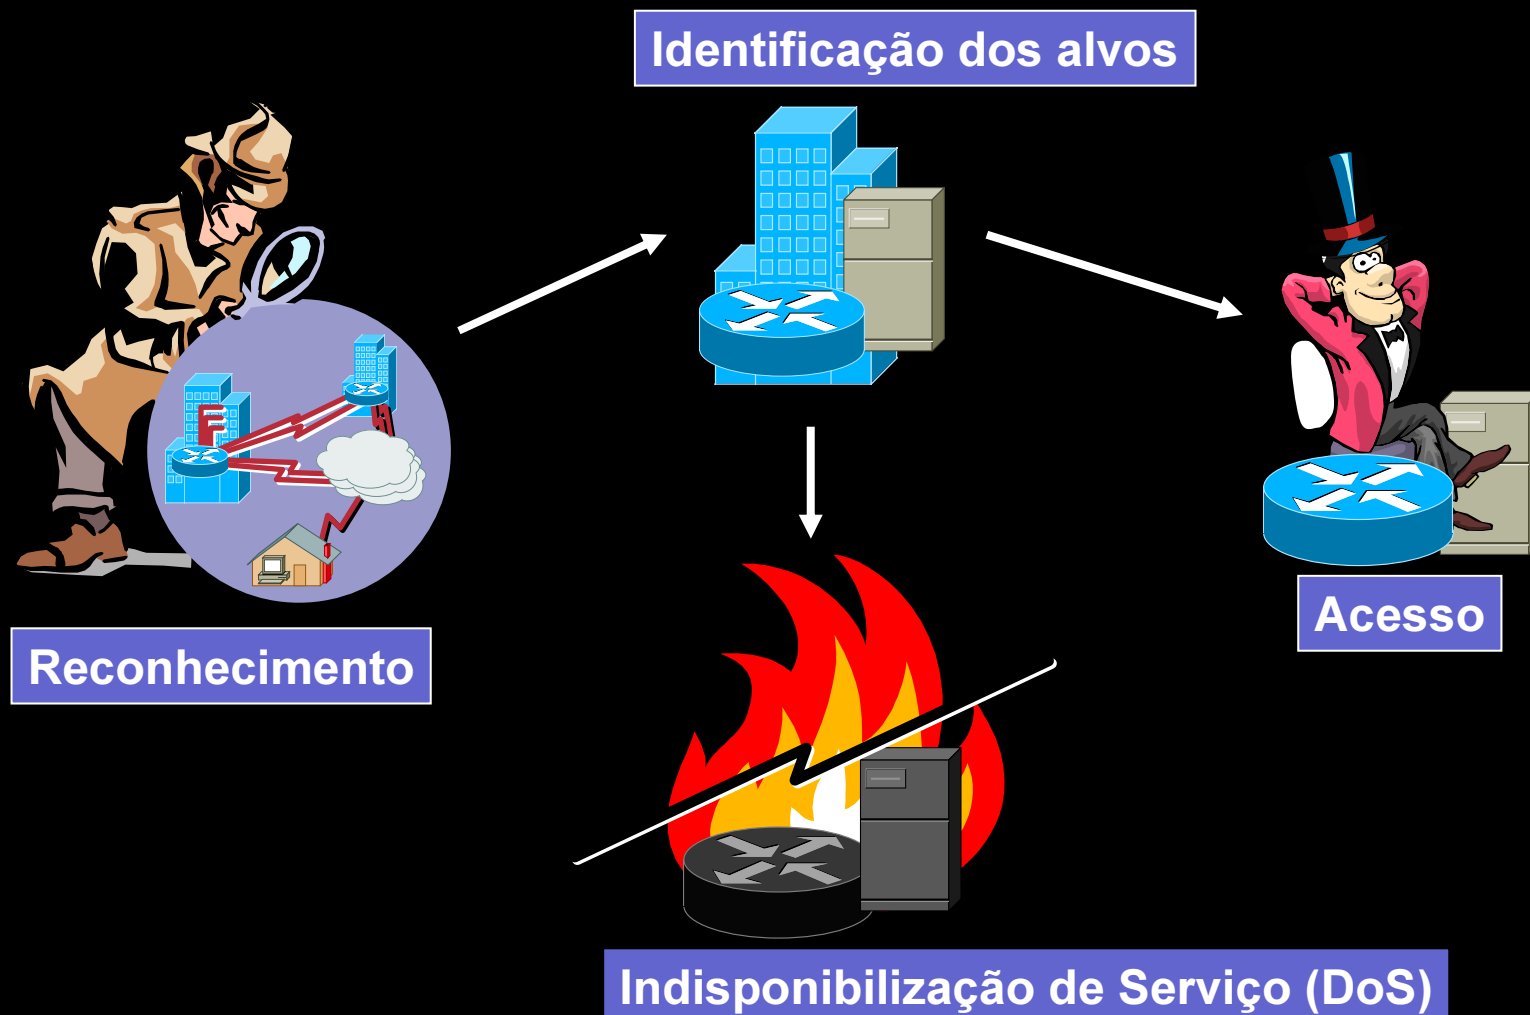 Identificação dos alvos
Acesso
Reconhecimento
Indisponibilização de Serviço (DoS)